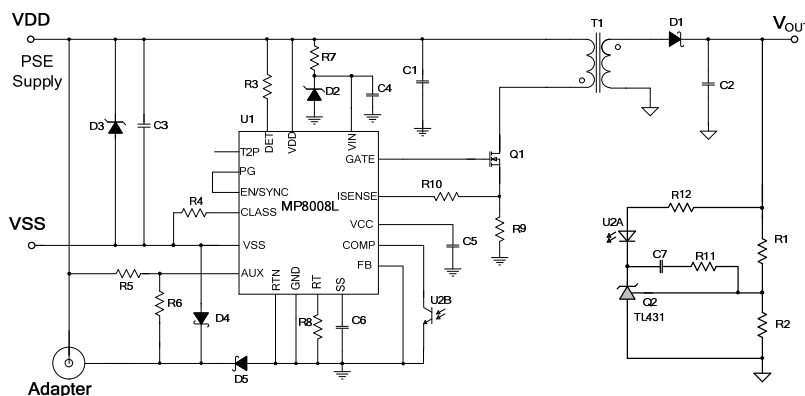 VDD
T1
D1
VOUT
PSE
Supply
R7
D2
C4
C1
C2
R3
D3
C3
U1
DET
VDD
VIN
T2P
PG
EN/SYNC
CLASS
VSS
AUX
MP8008L
GATE
ISENSE
VCC
COMP
FB
RTN
GND
RT
SS
Q1
R10
R9
R4
VSS
C5
R12
U2A
C7
R11
R1
Q2
TL431
R2
R5
R6
D4
R8
C6
U2B
D5
Adapter